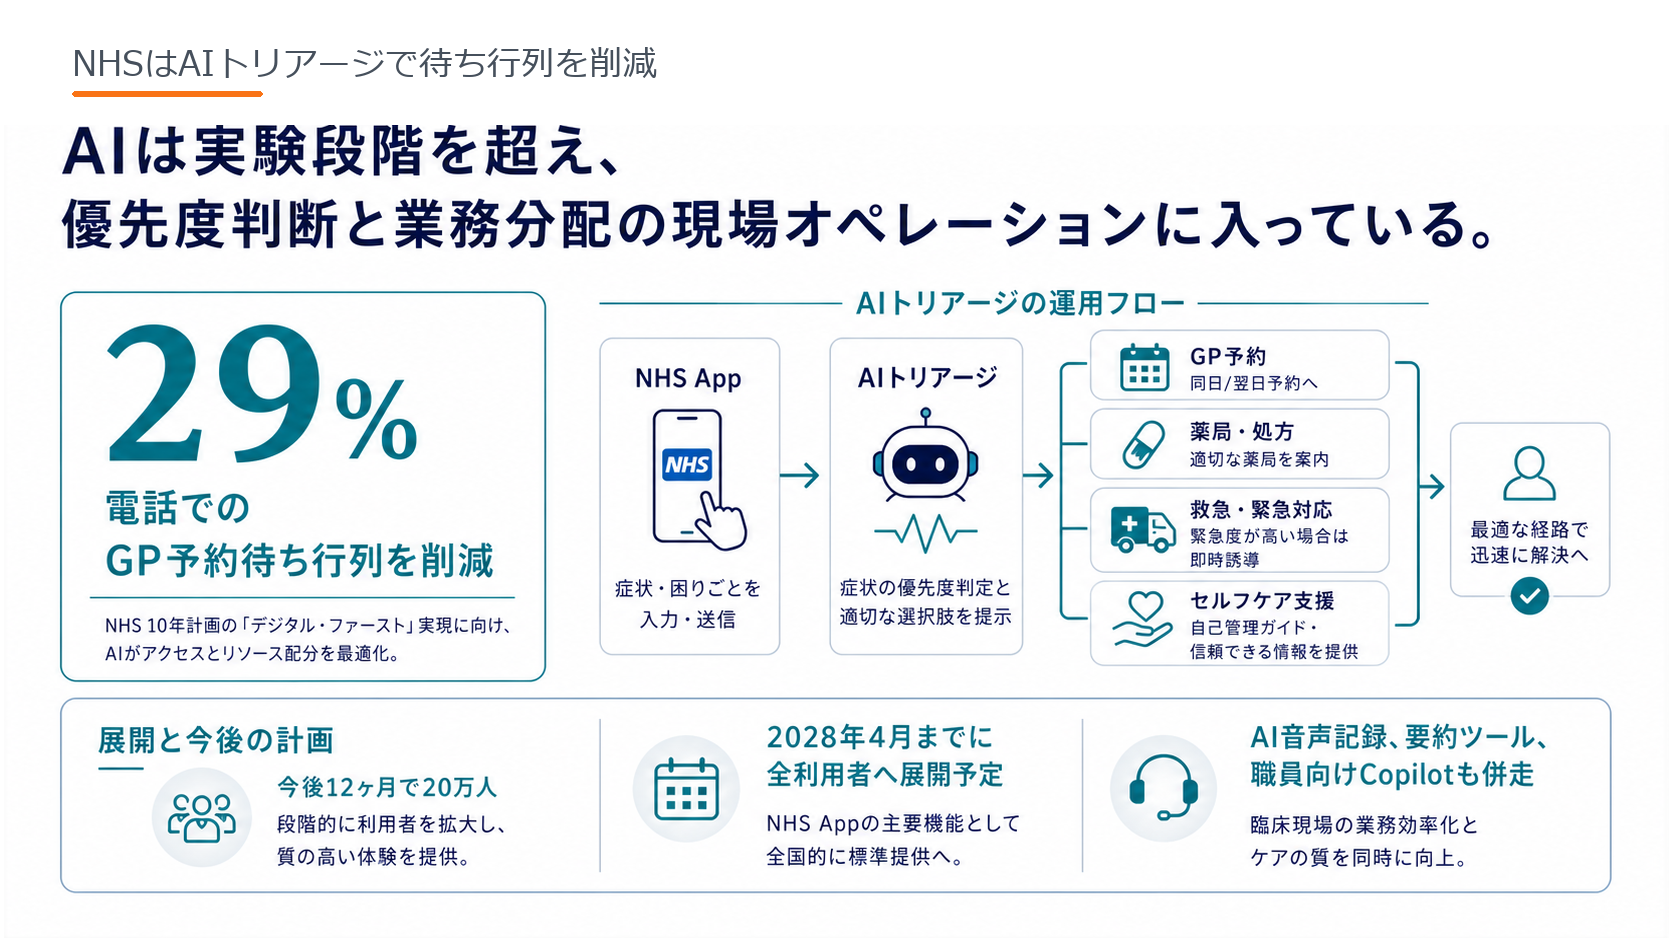 NHSはAIトリアージで待ち行列を削減
AIは実験段階を超え、
優先度判断と業務分配の現場オペレーションに入っている。
29%
電話での
GP予約待ち行列を削減
NHS 10年計画の「デジタル・ファースト」実現に向け、
AIがアクセスとリソース配分を最適化。
AIトリアージの運用フロー
NHS App
NHS
症状・困りごとを
入力・送信
AIトリアージ
症状の優先度判定と
適切な選択肢を提示
GP予約
同日/翌日予約へ
薬局・処方
適切な薬局を案内
救急・緊急対応
緊急度が高い場合は
即時誘導
セルフケア支援
自己管理ガイド・
信頼できる情報を提供
最適な経路で
迅速に解決へ
展開と今後の計画
今後12ヶ月で20万人
段階的に利用者を拡大し、
質の高い体験を提供。
2028年4月までに
全利用者へ展開予定
NHS Appの主要機能として
全国的に標準提供へ。
AI音声記録、要約ツール、
職員向けCopilotも併走
臨床現場の業務効率化と
ケアの質を同時に向上。